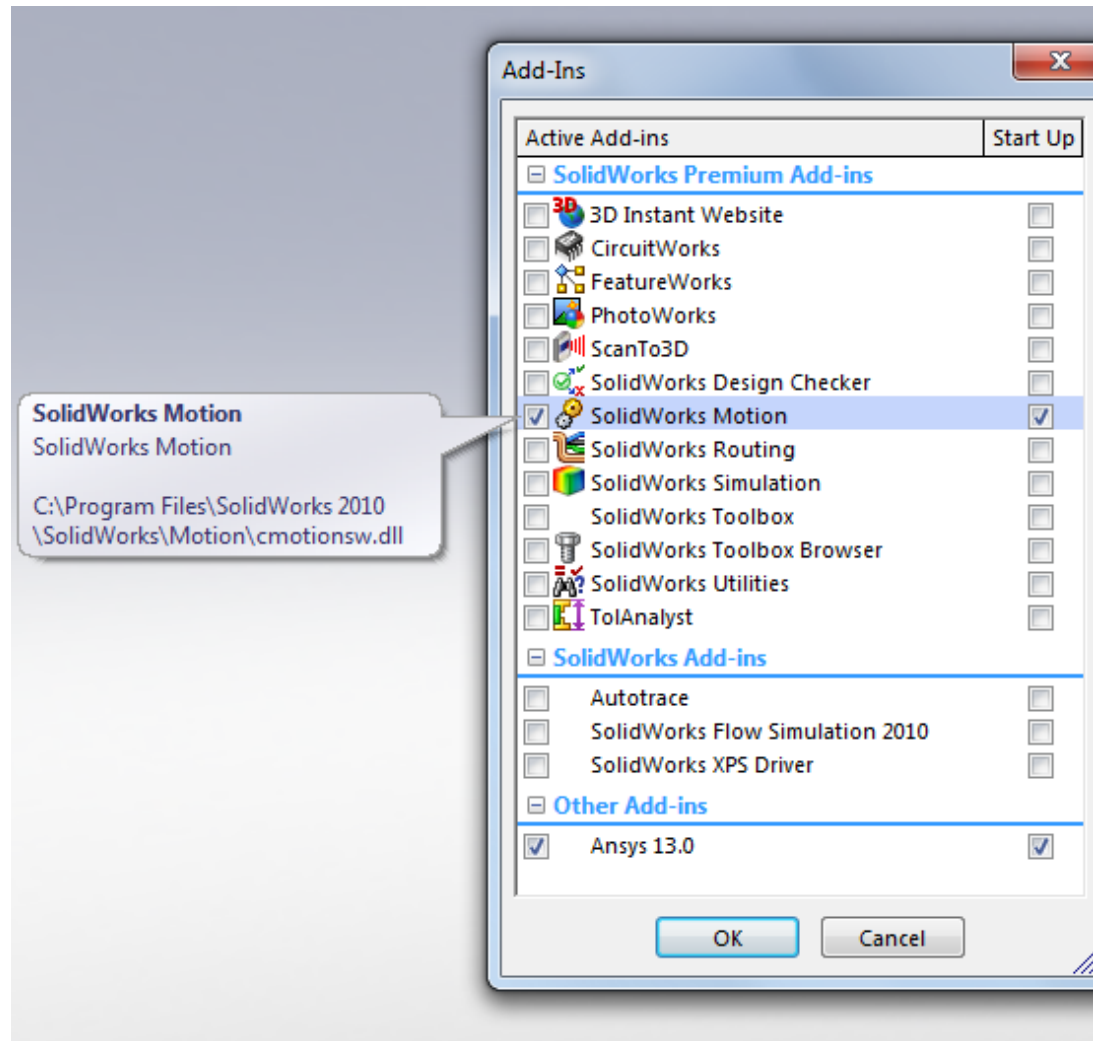 Add-Ins
Active Add-ins Start Up
SolidWorks Premium Add-ins
3D 3D Instant Website
CircuitWorks
FeatureWorks
PhotoWorks
ScanTo3D
SolidWorks Design Checker
SolidWorks Motion
SolidWorks Routing
SolidWorks Simulation
SolidWorks Toolbox
SolidWorks Toolbox Browser
SolidWorks Utilities
TolAnalyst
SolidWorks Add-ins
Autotrace
SolidWorks Flow Simulation 2010
SolidWorks XPS Driver
Other Add-ins
Ansys 13.0
OK Cancel
SolidWorks Motion
SolidWorks Motion
C:\Program Files\SolidWorks 2010
\SolidWorks\Motion\cmotionsw.dll